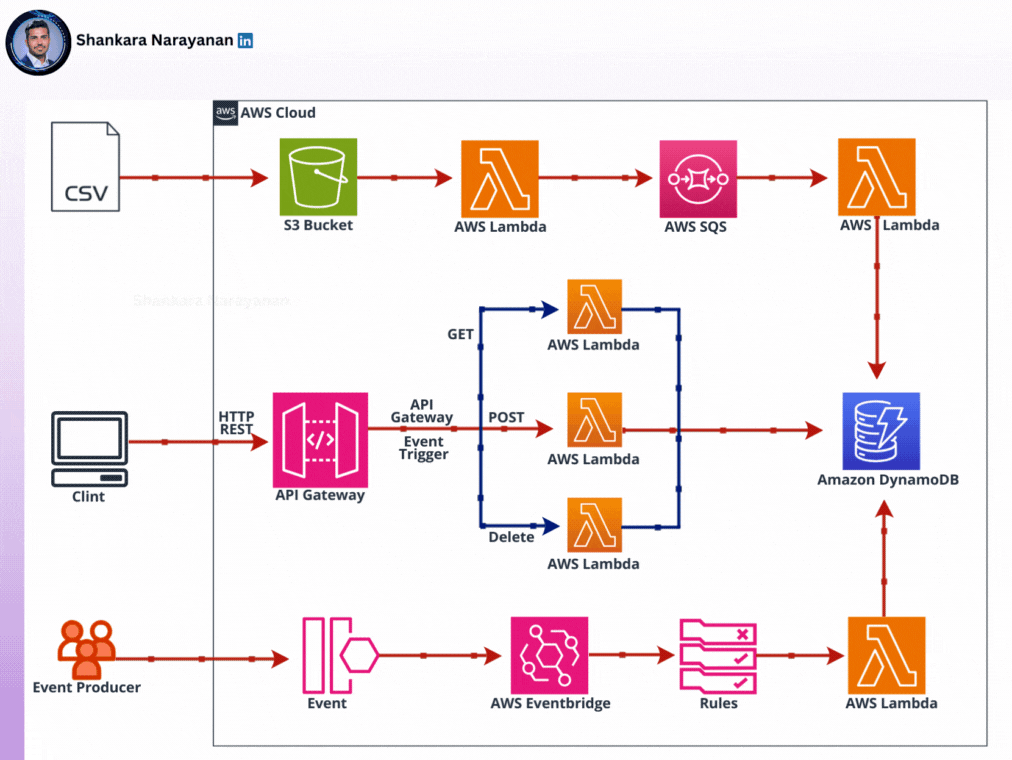 Shankara Narayanan in
aws AWS Cloud
CSV
S3 Bucket
AWS Lambda
AWS SQS
AWS Lambda
Shankara Narayanan
GET
AWS Lambda
HTTP
REST
API
Gateway
Event
Trigger
POST
</>
Clint
API Gateway
AWS Lambda
Amazon DynamoDB
Delete
AWS Lambda
Event Producer
Event
AWS Eventbridge
Rules
AWS Lambda